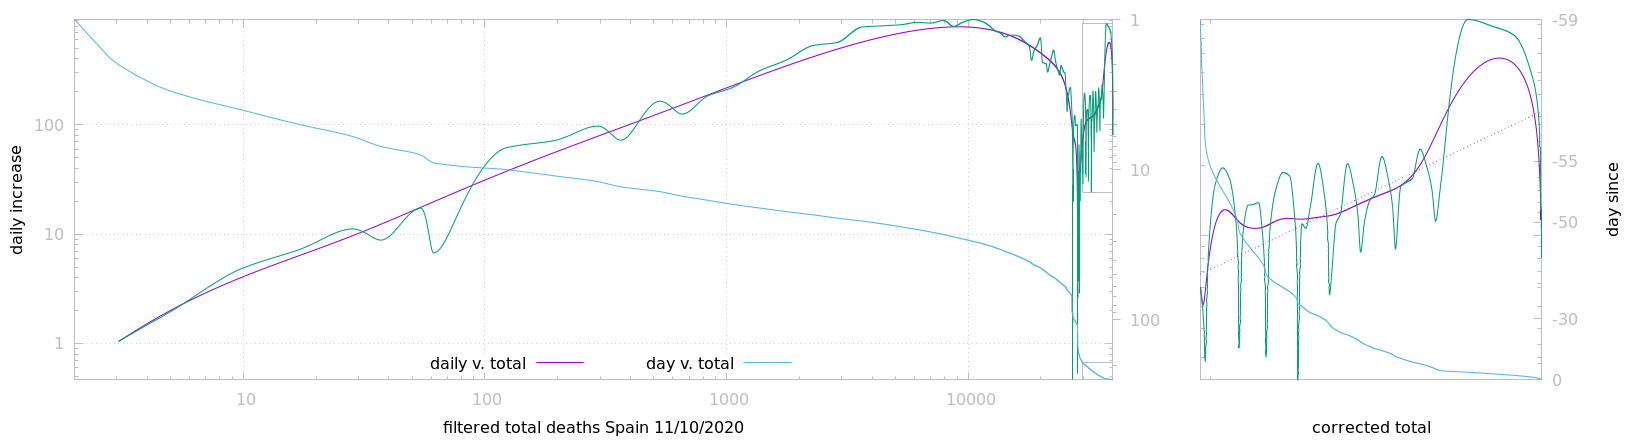 daily increase
100
10
1
10
100
1000
10000
1
10
100
daily v. total
day v. total
filtered total deaths Spain 11/10/2020
-59
-55
-50
-30
0
day since
corrected total